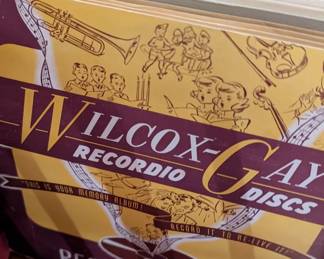 WILCOX-GAY
RECORDIO
DISCS
"THIS IS YOUR MEMORY ALBUM!
RECORD IT TO RE-LIVE IT!"